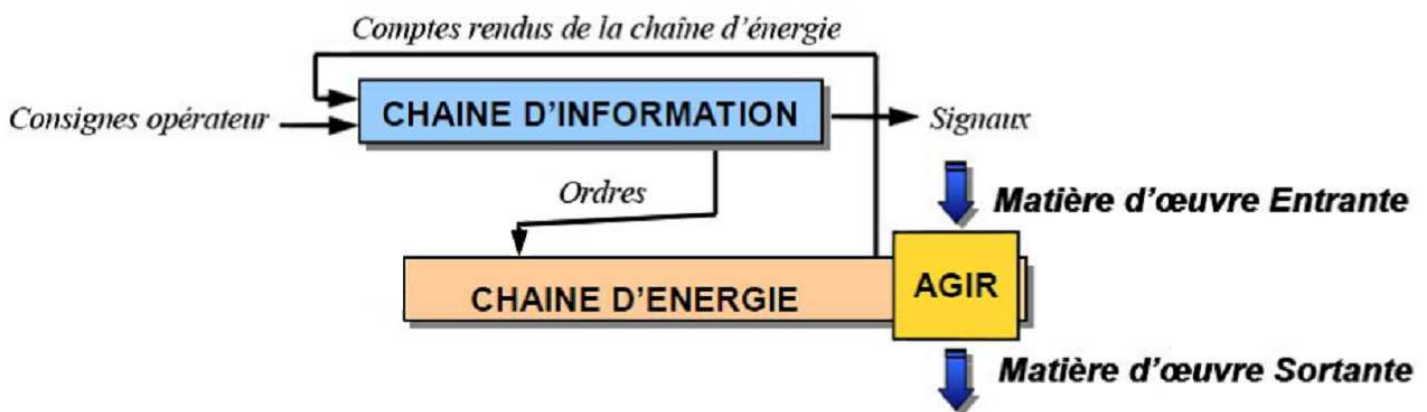 Comptes rendus de la chaîne d'énergie
Consignes opérateur
CHAINE D'INFORMATION
Signaux
Ordres
Matière d'œuvre Entrante
CHAINE D'ENERGIE
AGIR
Matière d'œuvre Sortante